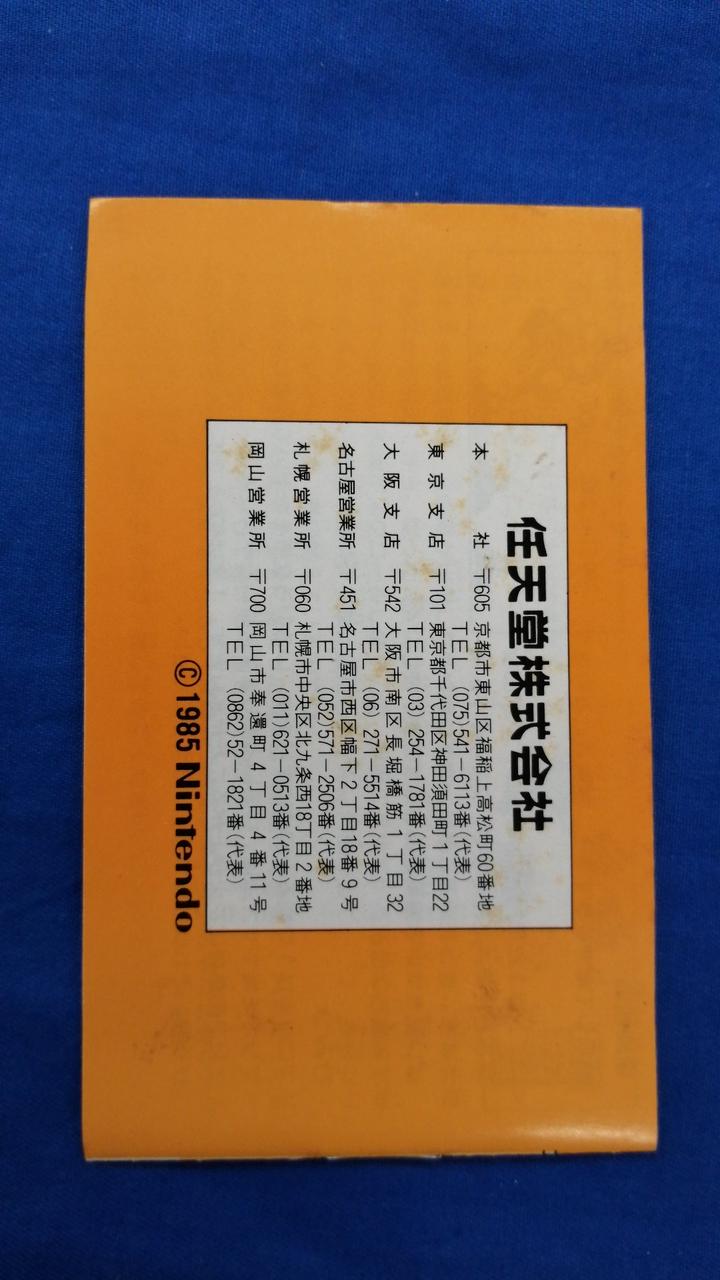 任天堂株式会社
本社 〒605 京都市東山区福稲上高松町60番地
TEL (075)541-6113番(代表)
東京支店 〒101 東京都千代田区神田須田町1丁目22
TEL (03) 254-1781番(代表)
大阪支店 〒542 大阪市南区長堀橋筋1丁目32
TEL (06) 271-5514番(代表)
名古屋営業所 〒451 名古屋市西区幅下2丁目18番9号
TEL (052)571-2506番(代表)
札幌営業所 〒060 札幌市中央区北九条西18丁目2番地
TEL (011)621-0513番(代表)
岡山営業所 〒700 岡山市奉還町4丁目4番11号
TEL (0862)52-1821番(代表)
© 1985 Nintendo